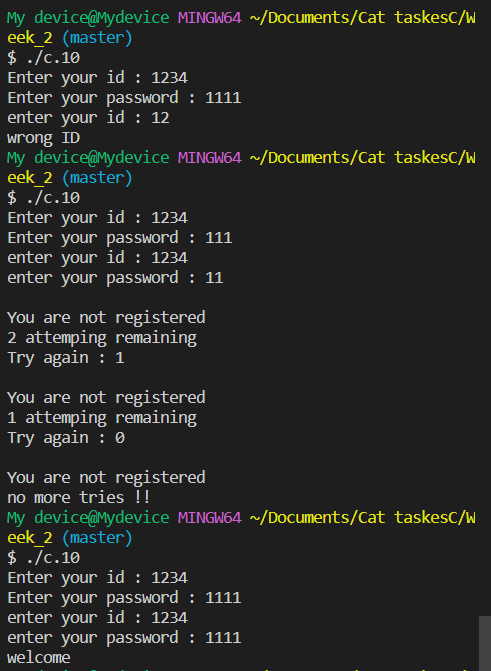 My device@Mydevice MINGW64 ~/Documents/Cat taskesC/W
eek_2 (master)
$ ./c.10
Enter your id : 1234
Enter your password : 1111
enter your id : 12
wrong ID
My device@Mydevice MINGW64 ~/Documents/Cat taskesC/W
eek_2 (master)
$ ./c.10
Enter your id : 1234
Enter your password : 111
enter your id : 1234
enter your password : 11

You are not registered
2 attemping remaining
Try again : 1

You are not registered
1 attemping remaining
Try again : 0

You are not registered
no more tries !!
My device@Mydevice MINGW64 ~/Documents/Cat taskesC/W
eek_2 (master)
$ ./c.10
Enter your id : 1234
Enter your password : 1111
enter your id : 1234
enter your password : 1111
welcome